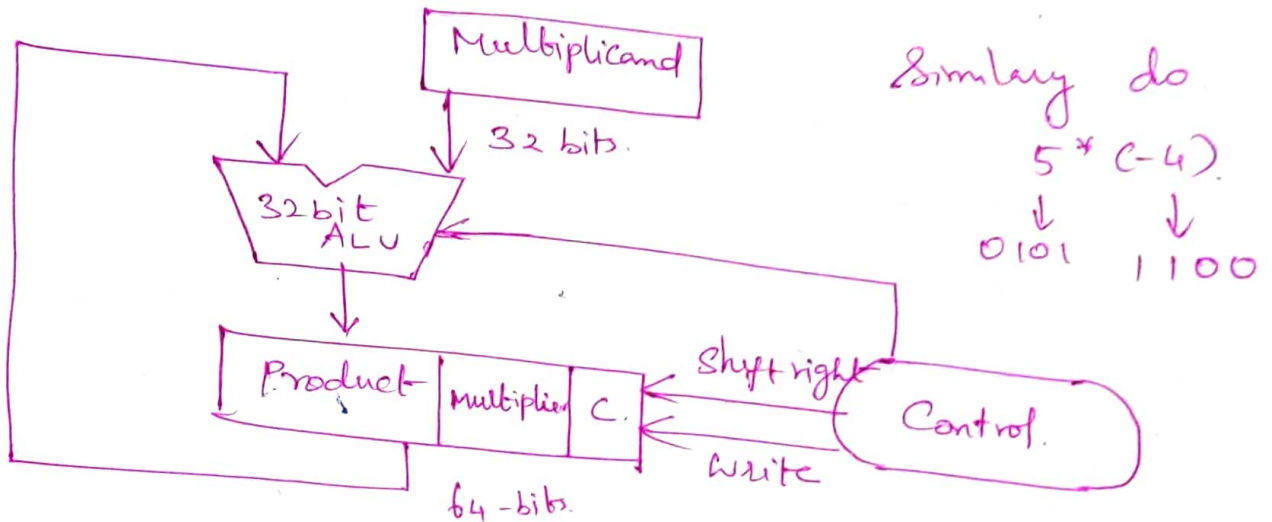 Multiplicand
32 bits.
32bit
ALU
Product
Multiplier
C.
64-bits.
Shift right
Write
Control.
Similary do
5 * (-4).
↓ ↓
0101 1100